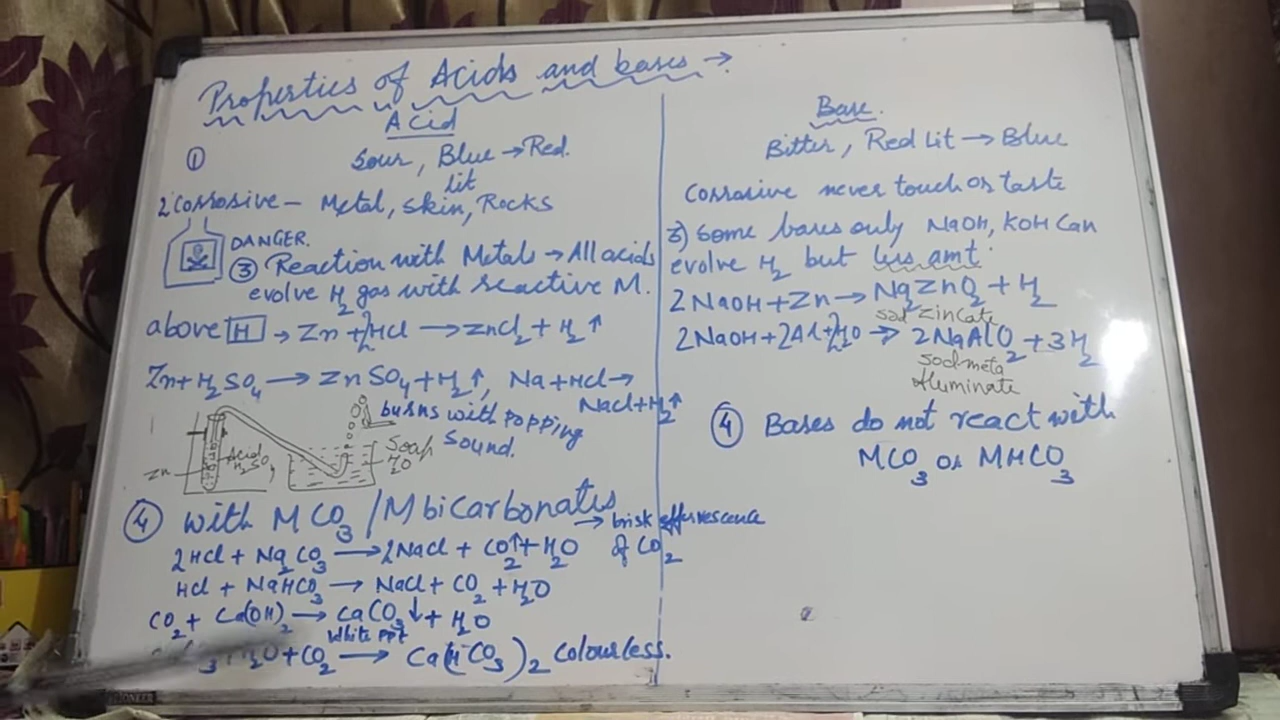 Properties of Acids and bases →
Acid
①
Sour, Blue → Red.
lit
2 Corrosive – Metal, Skin, Rocks
DANGER.
③ Reaction with Metals → All acids
evolve H2 gas with reactive M.
above [H] → Zn + 2HCl → ZnCl2 + H2 ↑
Zn + H2SO4 → ZnSO4 + H2 ↑, Na + HCl →
NaCl + H2 ↑
burns with popping
sound.
Acid
H2SO4
Zn
Soap
H2O
④ with MCO3 / M bicarbonates
→ brisk effervescence
of CO2
2HCl + Na2CO3 → 2NaCl + CO2 ↑ + H2O
HCl + NaHCO3 → NaCl + CO2 + H2O
CO2 + Ca(OH)2 → CaCO3 ↓ + H2O
White ppt
3 H2O + CO2 → Ca(HCO3)2 colourless.
Base.
Bitter, Red Lit → Blue
Corrosive never touch or taste
3) Some bases only NaOH, KOH Can
evolve H2 but less amt.
2NaOH + Zn → Na2ZnO2 + H2
sod zincate
2NaOH + 2Al + 2H2O → 2NaAlO2 + 3H2
sod meta
Aluminate
④ Bases do not react with
MCO3 or MHCO3
PIONEER